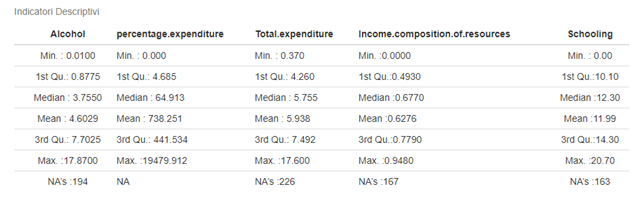 Indicatori Descrittivi
Alcohol percentage.expenditure Total.expenditure Income.composition.of.resources Schooling
Min. : 0.0100 Min. : 0.000 Min. : 0.370 Min. :0.0000 Min. : 0.00
1st Qu.: 0.8775 1st Qu.: 4.685 1st Qu.: 4.260 1st Qu.:0.4930 1st Qu.:10.10
Median : 3.7550 Median : 64.913 Median : 5.755 Median :0.6770 Median :12.30
Mean : 4.6029 Mean : 738.251 Mean : 5.938 Mean :0.6276 Mean :11.99
3rd Qu.: 7.7025 3rd Qu.: 441.534 3rd Qu.: 7.492 3rd Qu.:0.7790 3rd Qu.:14.30
Max. :17.8700 Max. :19479.912 Max. :17.600 Max. :0.9480 Max. :20.70
NA's :194 NA NA's :226 NA's :167 NA's :163